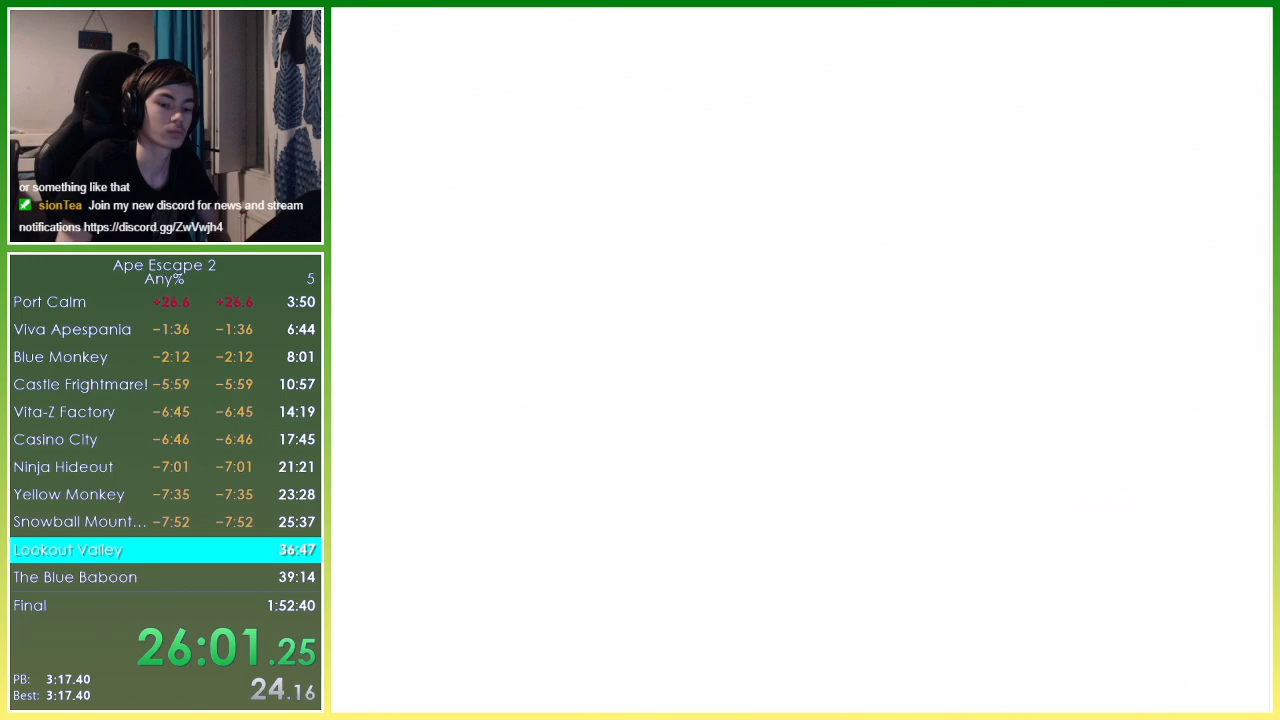 or something like that
sionTea Join my new discord for news and stream
notifications https://discord.gg/ZwVwjh4
Ape Escape 2
Any% 5
Port Calm +26.6 +26.6 3:50
Viva Apespania −1:36 −1:36 6:44
Blue Monkey −2:12 −2:12 8:01
Castle Frightmare! −5:59 −5:59 10:57
Vita-Z Factory −6:45 −6:45 14:19
Casino City −6:46 −6:46 17:45
Ninja Hideout −7:01 −7:01 21:21
Yellow Monkey −7:35 −7:35 23:28
Snowball Mount... −7:52 −7:52 25:37
Lookout Valley 36:47
The Blue Baboon 39:14
Final 1:52:40
26:01.25
PB: 3:17.40
24.16
Best: 3:17.40